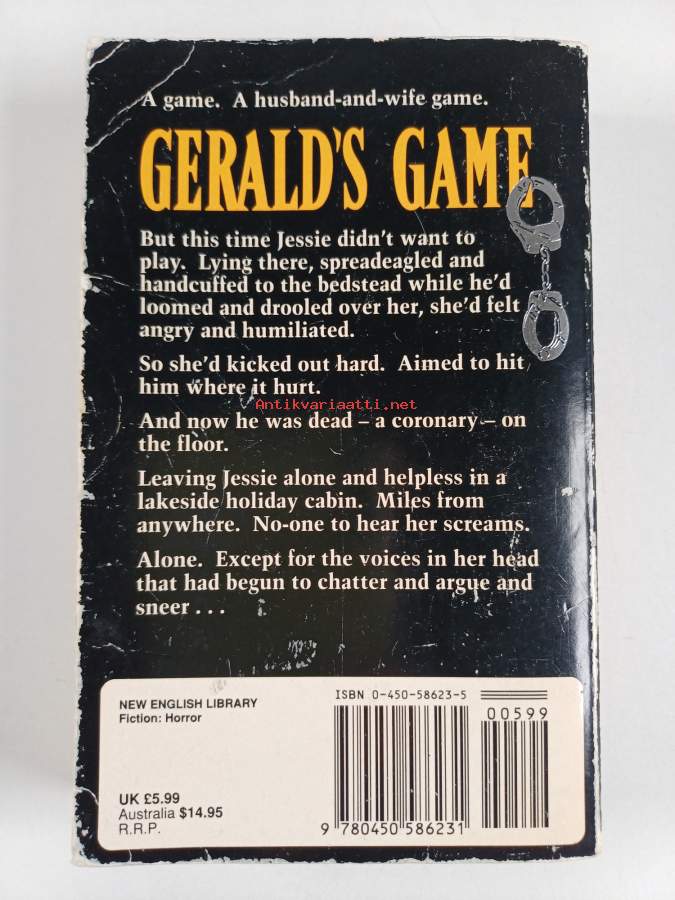 A game. A husband-and-wife game.
GERALD'S GAME
But this time Jessie didn't want to
play. Lying there, spreadeagled and
handcuffed to the bedstead while he'd
loomed and drooled over her, she'd felt
angry and humiliated.
So she'd kicked out hard. Aimed to hit
him where it hurt.
Antikvariaatti.net
And now he was dead – a coronary – on
the floor.
Leaving Jessie alone and helpless in a
lakeside holiday cabin. Miles from
anywhere. No-one to hear her screams.
Alone. Except for the voices in her head
that had begun to chatter and argue and
sneer . . .
NEW ENGLISH LIBRARY
Fiction: Horror
UK £5.99
Australia $14.95
R.R.P.
ISBN 0-450-58623-5
00599
9 780450 586231